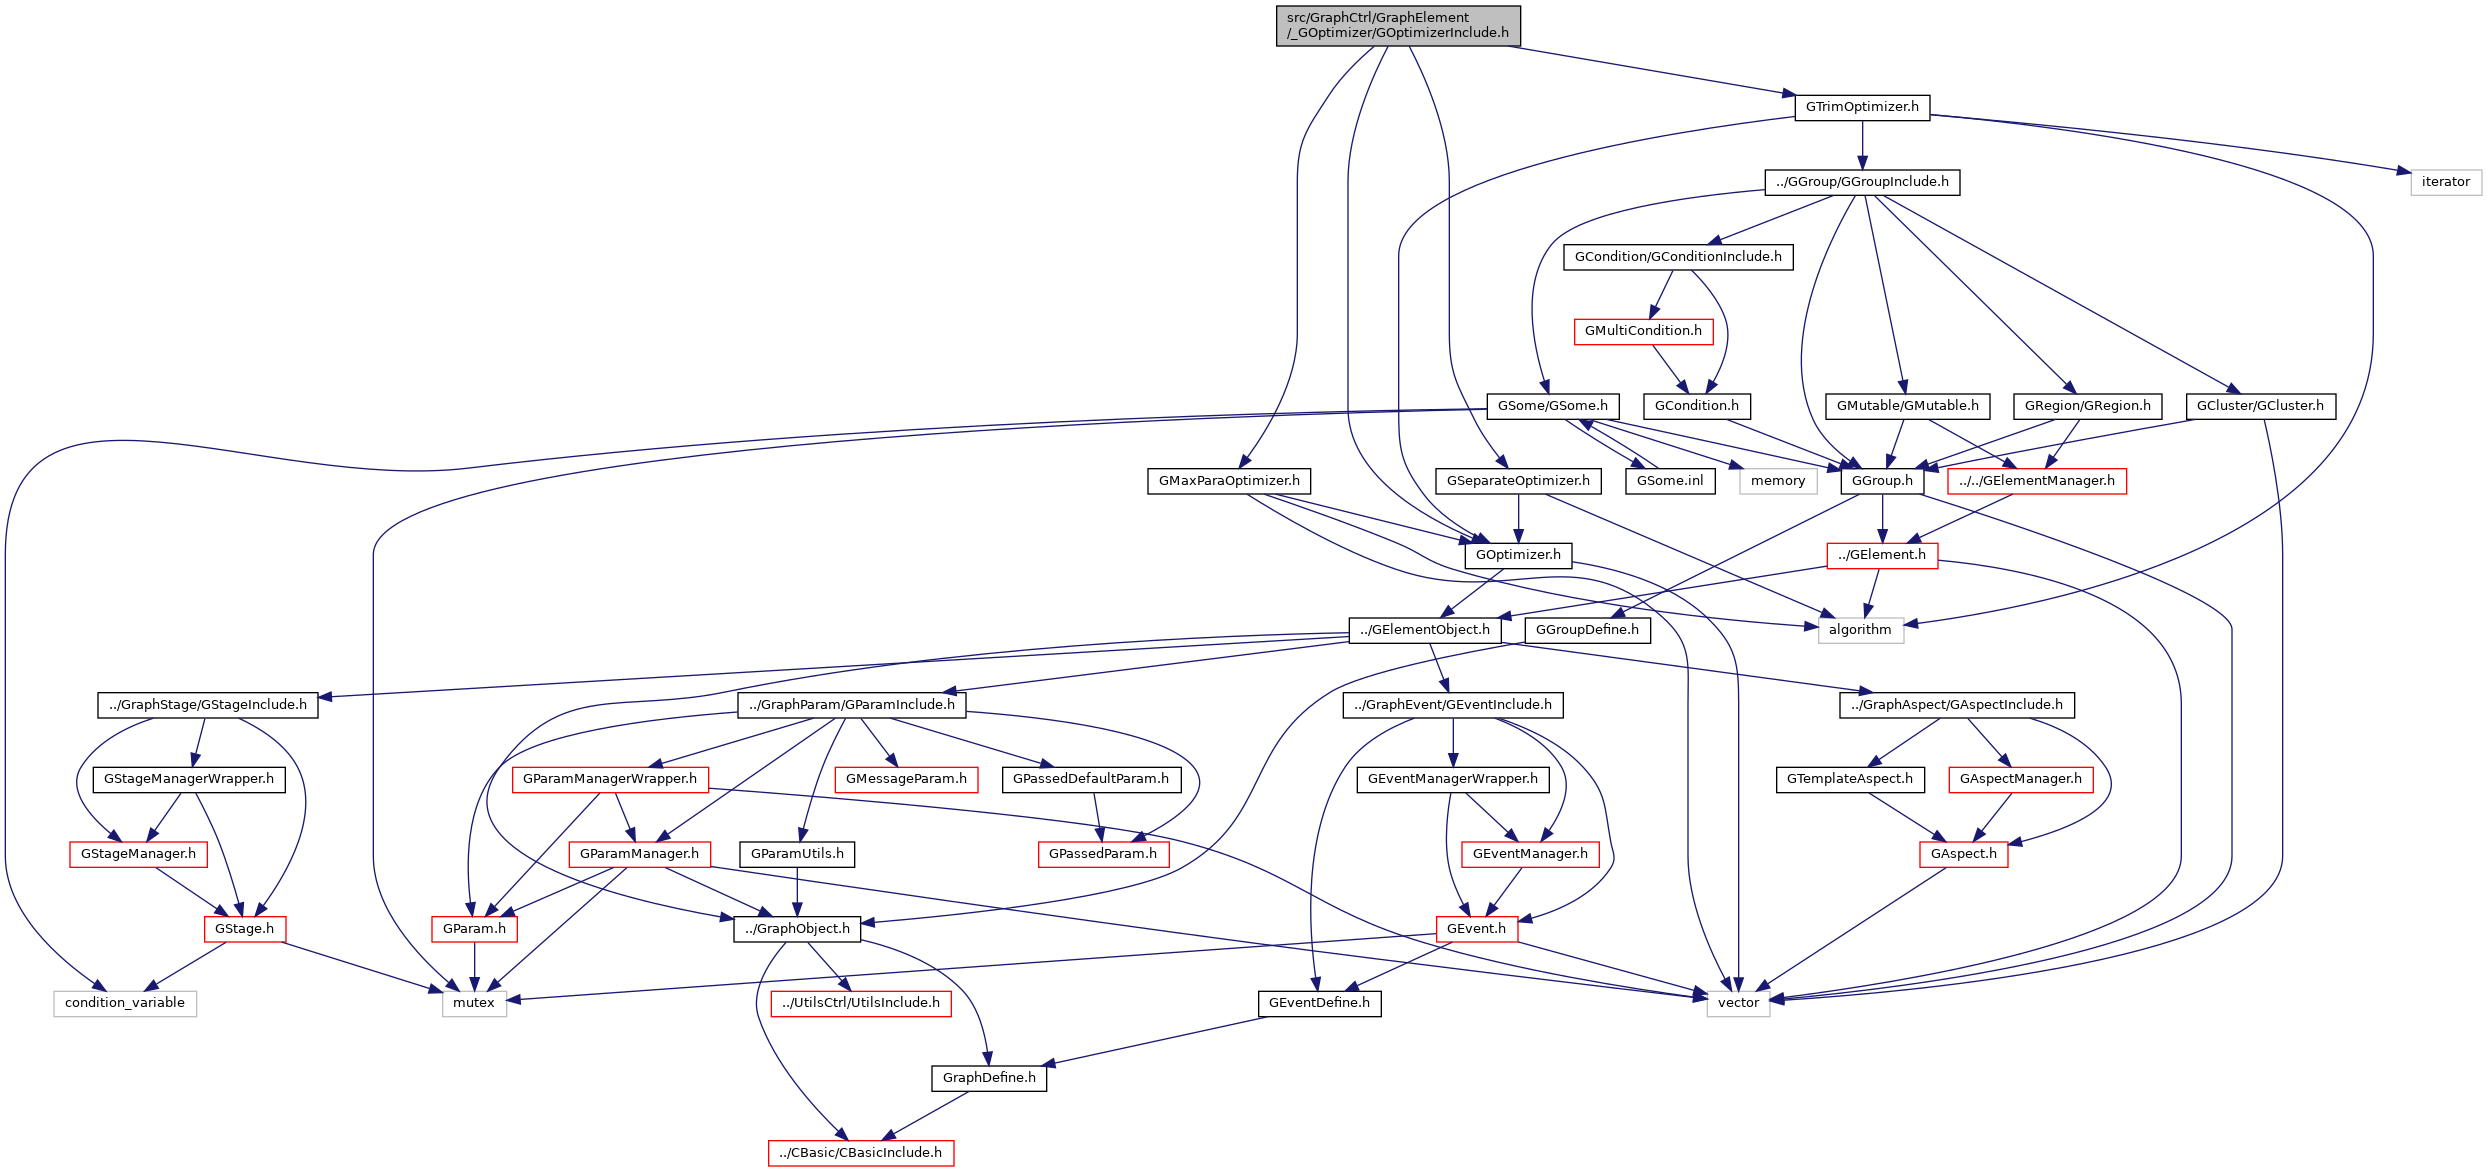 src/GraphCtrl/GraphElement
/_GOptimizer/GOptimizerInclude.h
GTrimOptimizer.h
../GGroup/GGroupInclude.h
iterator
GCondition/GConditionInclude.h
GMultiCondition.h
GSome/GSome.h
GCondition.h
GMutable/GMutable.h
GRegion/GRegion.h
GCluster/GCluster.h
GMaxParaOptimizer.h
GSeparateOptimizer.h
GSome.inl
memory
GGroup.h
../../GElementManager.h
GOptimizer.h
../GElement.h
../GElementObject.h
GGroupDefine.h
algorithm
../GraphStage/GStageInclude.h
../GraphParam/GParamInclude.h
../GraphEvent/GEventInclude.h
../GraphAspect/GAspectInclude.h
GStageManagerWrapper.h
GParamManagerWrapper.h
GMessageParam.h
GPassedDefaultParam.h
GEventManagerWrapper.h
GTemplateAspect.h
GAspectManager.h
GStageManager.h
GParamManager.h
GParamUtils.h
GPassedParam.h
GEventManager.h
GAspect.h
GStage.h
GParam.h
../GraphObject.h
GEvent.h
condition_variable
mutex
../UtilsCtrl/UtilsInclude.h
GEventDefine.h
vector
GraphDefine.h
../CBasic/CBasicInclude.h